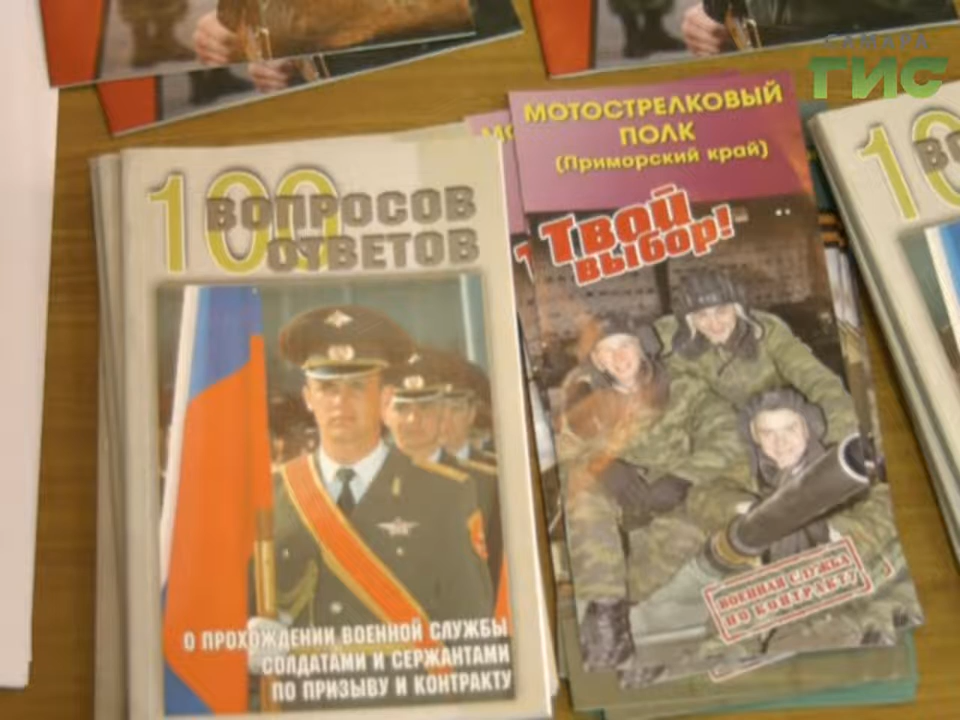 САМАРА
ГИС
100
ВОПРОСОВ
ОТВЕТОВ
О ПРОХОЖДЕНИИ ВОЕННОЙ СЛУЖБЫ
СОЛДАТАМИ И СЕРЖАНТАМИ
ПО ПРИЗЫВУ И КОНТРАКТУ
МОТОСТРЕЛКОВЫЙ
ПОЛК
(Приморский край)
Твой
выбор!
ВОЕННАЯ СЛУЖБА
ПО КОНТРАКТУ